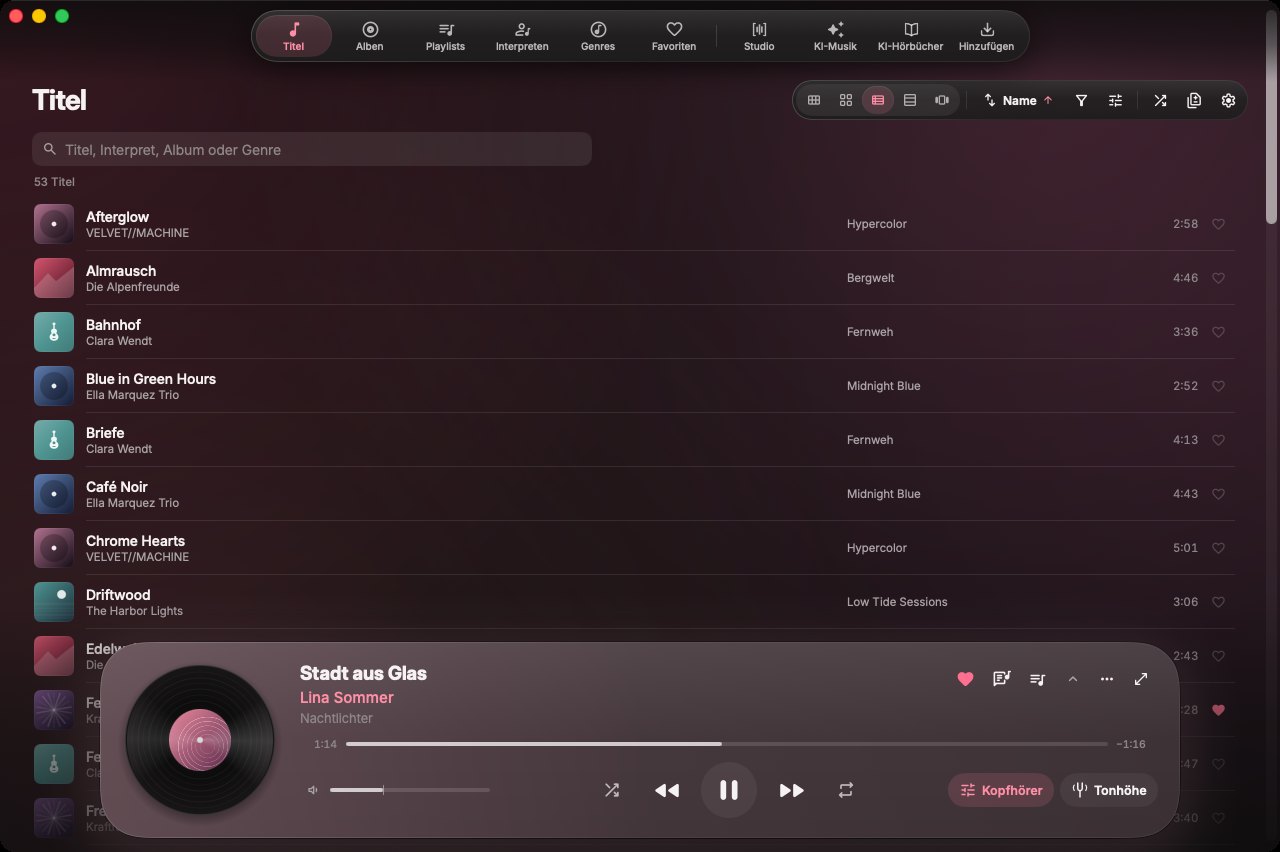 Titel
Alben
Playlists
Interpreten
Genres
Favoriten
Studio
KI-Musik
KI-Hörbücher
Hinzufügen
Titel
Name
Titel, Interpret, Album oder Genre
53 Titel
Afterglow
VELVET//MACHINE
Hypercolor
2:58
Almrausch
Die Alpenfreunde
Bergwelt
4:46
Bahnhof
Clara Wendt
Fernweh
3:36
Blue in Green Hours
Ella Marquez Trio
Midnight Blue
2:52
Briefe
Clara Wendt
Fernweh
4:13
Café Noir
Ella Marquez Trio
Midnight Blue
4:43
Chrome Hearts
VELVET//MACHINE
Hypercolor
5:01
Driftwood
The Harbor Lights
Low Tide Sessions
3:06
Die
2:43
:28
:47
3:40
Stadt aus Glas
Lina Sommer
Nachtlichter
1:14
−1:16
Kopfhörer
Tonhöhe